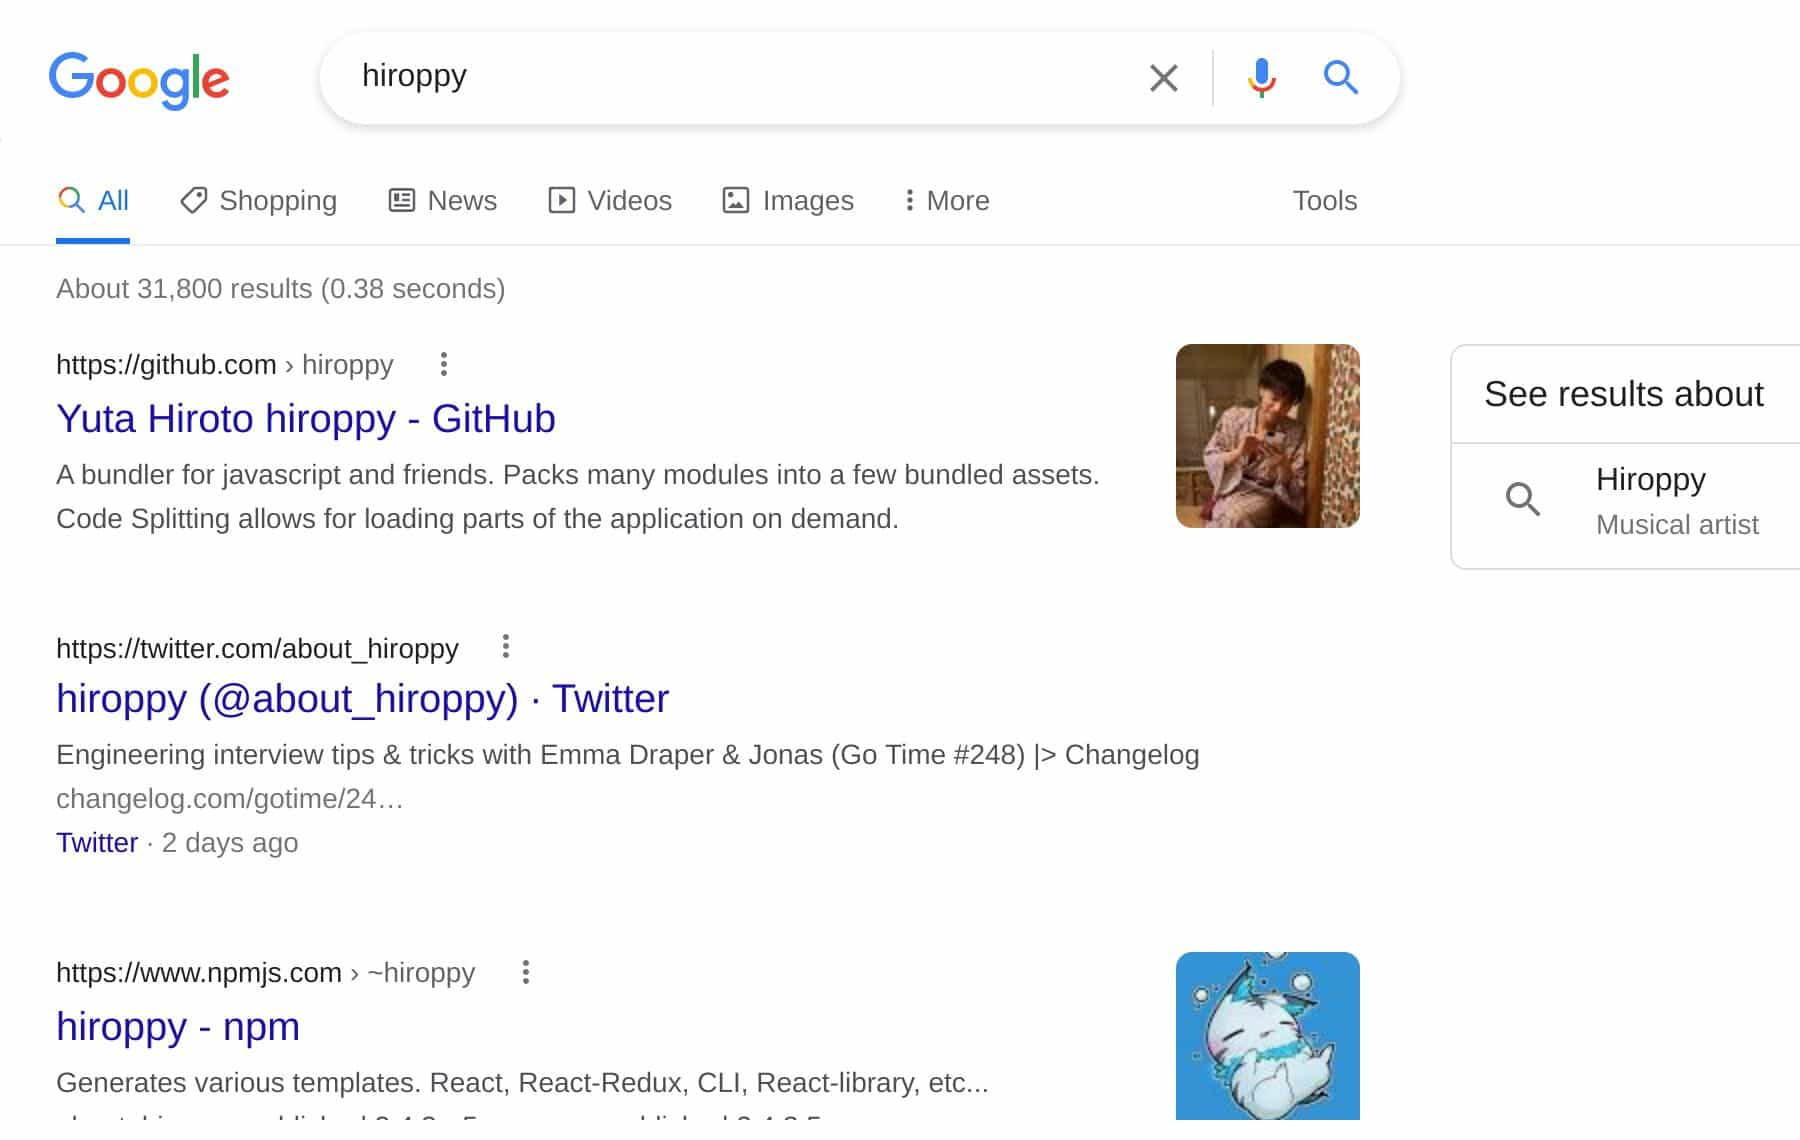 Google
hiroppy
All Shopping News Videos Images More Tools
About 31,800 results (0.38 seconds)
https://github.com › hiroppy
Yuta Hiroto hiroppy - GitHub
A bundler for javascript and friends. Packs many modules into a few bundled assets.
Code Splitting allows for loading parts of the application on demand.
https://twitter.com/about_hiroppy
hiroppy (@about_hiroppy) · Twitter
Engineering interview tips & tricks with Emma Draper & Jonas (Go Time #248) |> Changelog
changelog.com/gotime/24…
Twitter · 2 days ago
https://www.npmjs.com › ~hiroppy
hiroppy - npm
Generates various templates. React, React-Redux, CLI, React-library, etc...
See results about
Hiroppy
Musical artist